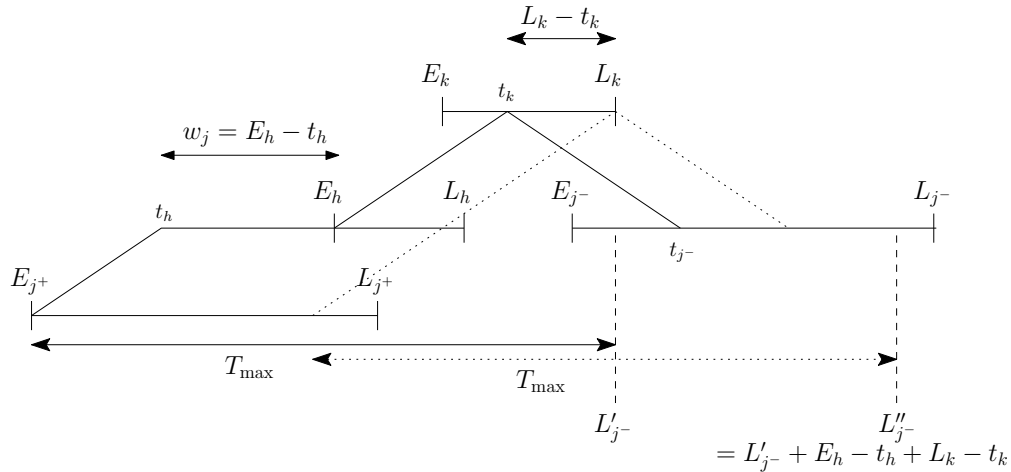 L_k − t_k
E_k
L_k
t_k
w_j = E_h − t_h
E_h
L_h
E_{j^-}
L_{j^-}
t_h
t_{j^-}
E_{j^+}
L_{j^+}
T_max
T_max
L'_{j^-}
L''_{j^-}
= L'_{j^-} + E_h − t_h + L_k − t_k